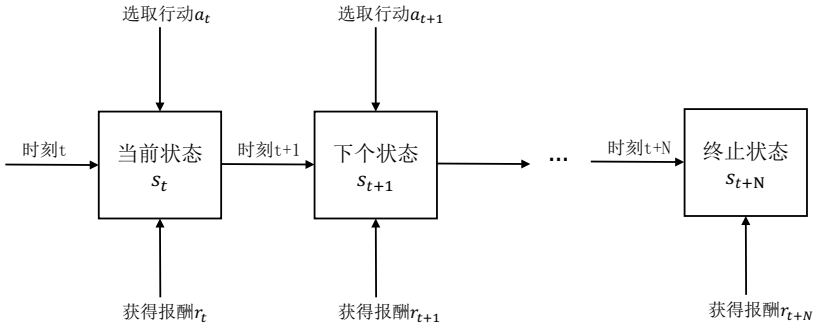 选取行动a_t
选取行动a_{t+1}
时刻t
当前状态
s_t
时刻t+1
下个状态
s_{t+1}
...
时刻t+N
终止状态
s_{t+N}
获得报酬r_t
获得报酬r_{t+1}
获得报酬r_{t+N}